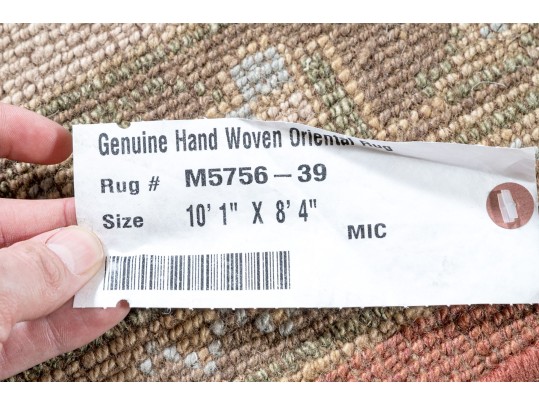 Genuine Hand Woven Oriental Rug
Rug # M5756-39
Size 10' 1" X 8' 4"
MIC